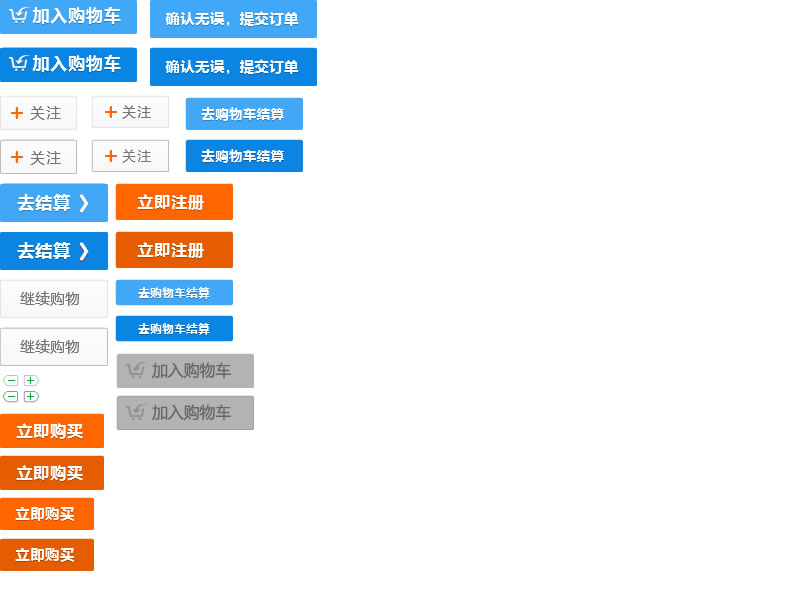 加入购物车 确认无误，提交订单
加入购物车 确认无误，提交订单
+ 关注 + 关注 去购物车结算
+ 关注 + 关注 去购物车结算
去结算 》 立即注册
去结算 》 立即注册
继续购物 去购物车结算
继续购物 去购物车结算
加入购物车
- +
- + 加入购物车
立即购买
立即购买
立即购买
立即购买